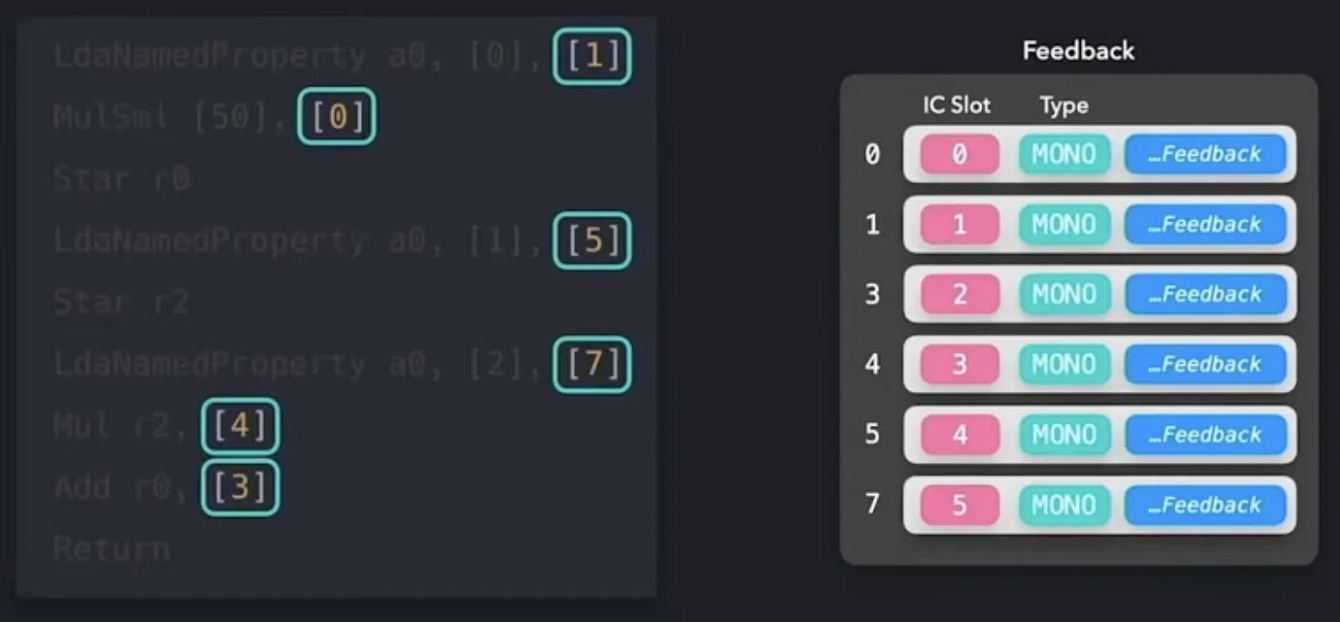 LdaNamedProperty a0, [0], [1]
MulSmi [50], [0]
Star r0
LdaNamedProperty a0, [1], [5]
Star r2
LdaNamedProperty a0, [2], [7]
Mul r2, [4]
Add r0, [3]
Return
Feedback
IC Slot Type
0 0 MONO …Feedback
1 1 MONO …Feedback
3 2 MONO …Feedback
4 3 MONO …Feedback
5 4 MONO …Feedback
7 5 MONO …Feedback